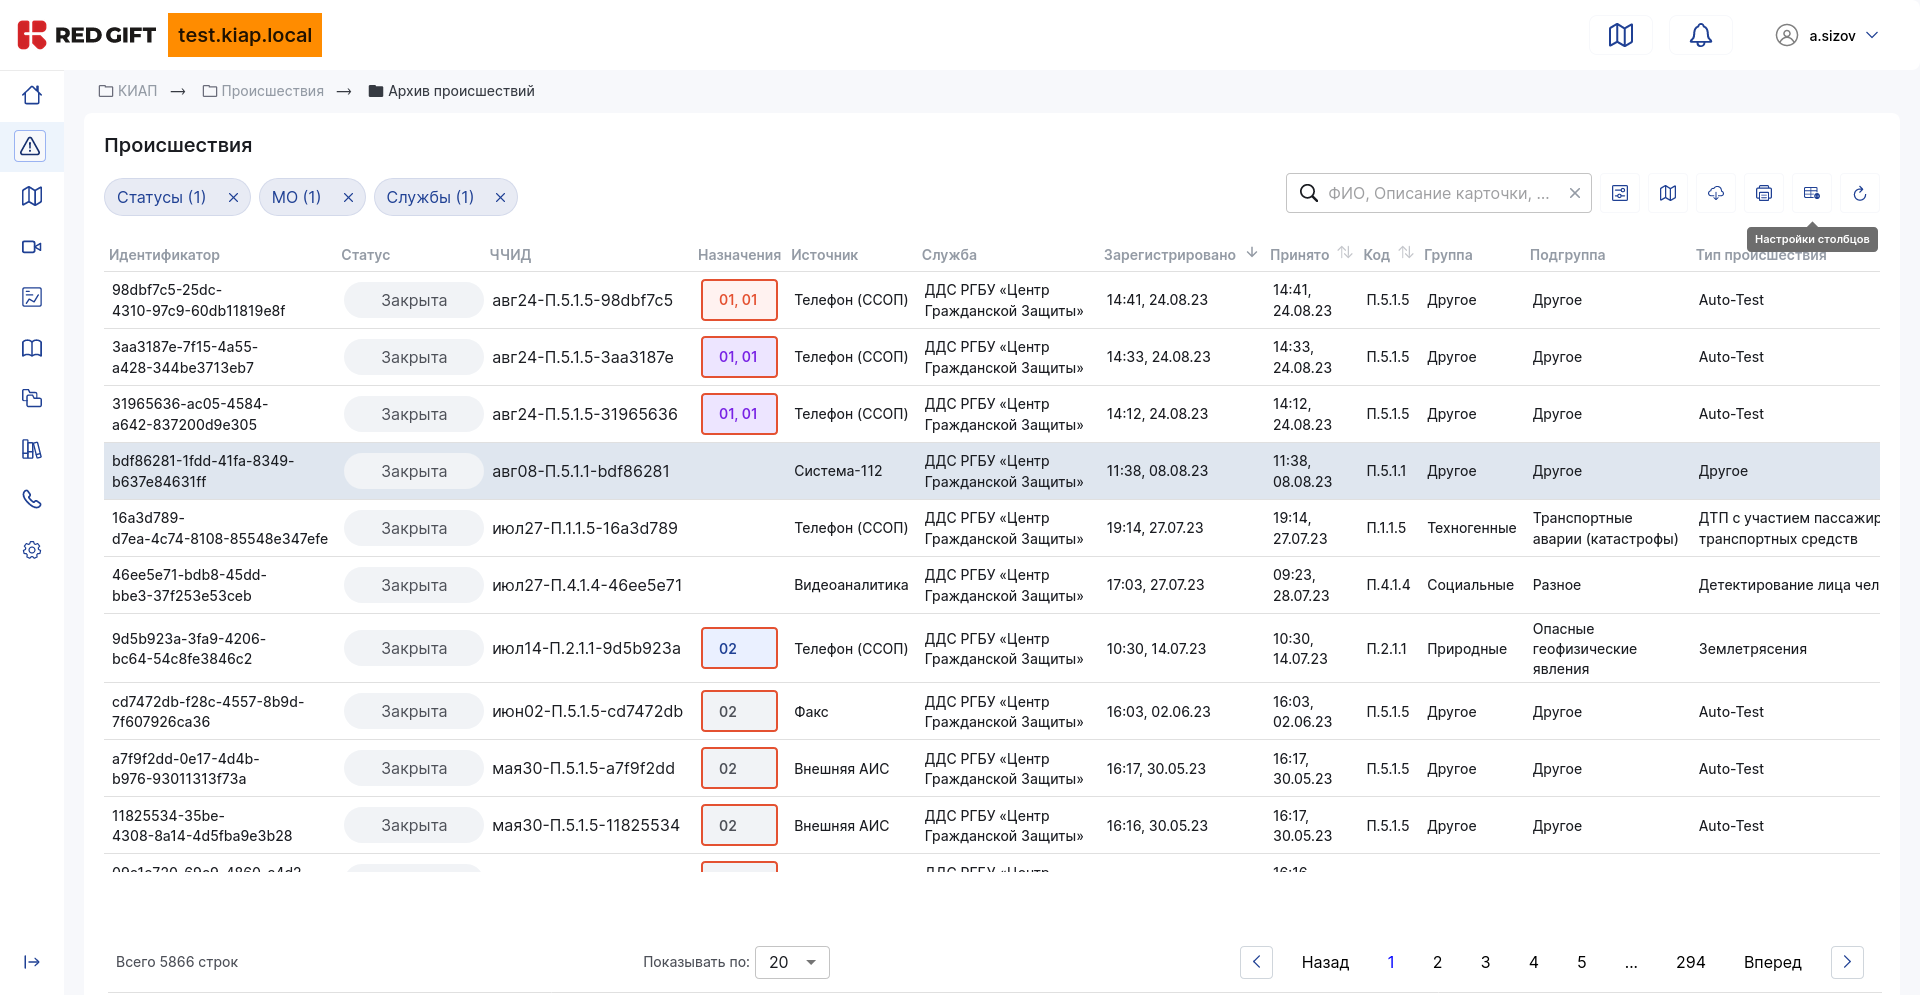 RED GIFT test.kiap.local
a.sizov
КИАП → Происшествия → Архив происшествий
Происшествия
Статусы (1) МО (1) Службы (1)
ФИО, Описание карточки, ...
Настройки столбцов
Идентификатор Статус ЧЧИД Назначения Источник Служба Зарегистрировано Принято Код Группа Подгруппа Тип происшествия
98dbf7c5-25dc-
4310-97c9-60db11819e8f
Закрыта авг24-П.5.1.5-98dbf7c5 01, 01 Телефон (ССОП)
ДДС РГБУ «Центр
Гражданской Защиты»
14:41, 24.08.23
14:41,
24.08.23
П.5.1.5 Другое Другое Auto-Test
3aa3187e-7f15-4a55-
a428-344be3713eb7
Закрыта авг24-П.5.1.5-3aa3187e 01, 01 Телефон (ССОП)
ДДС РГБУ «Центр
Гражданской Защиты»
14:33, 24.08.23
14:33,
24.08.23
П.5.1.5 Другое Другое Auto-Test
31965636-ac05-4584-
a642-837200d9e305
Закрыта авг24-П.5.1.5-31965636 01, 01 Телефон (ССОП)
ДДС РГБУ «Центр
Гражданской Защиты»
14:12, 24.08.23
14:12,
24.08.23
П.5.1.5 Другое Другое Auto-Test
bdf86281-1fdd-41fa-8349-
b637e84631ff
Закрыта авг08-П.5.1.1-bdf86281 Система-112
ДДС РГБУ «Центр
Гражданской Защиты»
11:38, 08.08.23
11:38,
08.08.23
П.5.1.1 Другое Другое Другое
16a3d789-
d7ea-4c74-8108-85548e347efe
Закрыта июл27-П.1.1.5-16a3d789 Телефон (ССОП)
ДДС РГБУ «Центр
Гражданской Защиты»
19:14, 27.07.23
19:14,
27.07.23
П.1.1.5 Техногенные
Транспортные
аварии (катастрофы)
ДТП с участием пассажир
транспортных средств
46ee5e71-bdb8-45dd-
bbe3-37f253e53ceb
Закрыта июл27-П.4.1.4-46ee5e71 Видеоаналитика
ДДС РГБУ «Центр
Гражданской Защиты»
17:03, 27.07.23
09:23,
28.07.23
П.4.1.4 Социальные Разное Детектирование лица чел
9d5b923a-3fa9-4206-
bc64-54c8fe3846c2
Закрыта июл14-П.2.1.1-9d5b923a 02 Телефон (ССОП)
ДДС РГБУ «Центр
Гражданской Защиты»
10:30, 14.07.23
10:30,
14.07.23
П.2.1.1 Природные
Опасные
геофизические
явления
Землетрясения
cd7472db-f28c-4557-8b9d-
7f607926ca36
Закрыта июн02-П.5.1.5-cd7472db 02 Факс
ДДС РГБУ «Центр
Гражданской Защиты»
16:03, 02.06.23
16:03,
02.06.23
П.5.1.5 Другое Другое Auto-Test
a7f9f2dd-0e17-4d4b-
b976-93011313f73a
Закрыта мая30-П.5.1.5-a7f9f2dd 02 Внешняя АИС
ДДС РГБУ «Центр
Гражданской Защиты»
16:17, 30.05.23
16:17,
30.05.23
П.5.1.5 Другое Другое Auto-Test
11825534-35be-
4308-8a14-4d5fba9e3b28
Закрыта мая30-П.5.1.5-11825534 02 Внешняя АИС
ДДС РГБУ «Центр
Гражданской Защиты»
16:16, 30.05.23
16:17,
30.05.23
П.5.1.5 Другое Другое Auto-Test
ДДС РГБУ «Центр
16:16,
Всего 5866 строк Показывать по: 20 Назад 1 2 3 4 5 ... 294 Вперед